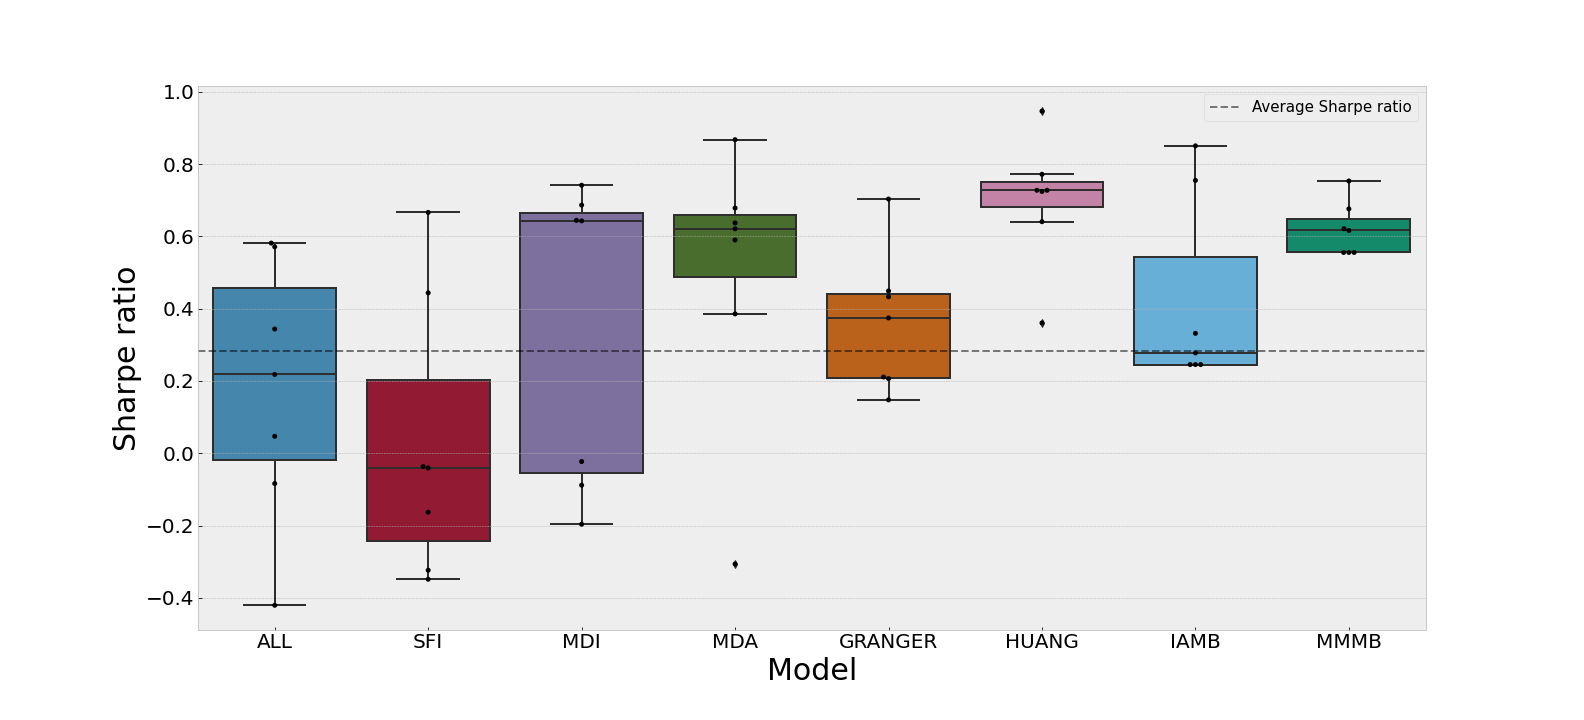 1.0
Average Sharpe ratio
0.8
0.6
0.4
0.2
0.0
−0.2
−0.4
Sharpe ratio
ALL SFI MDI MDA GRANGER HUANG IAMB MMMB
Model